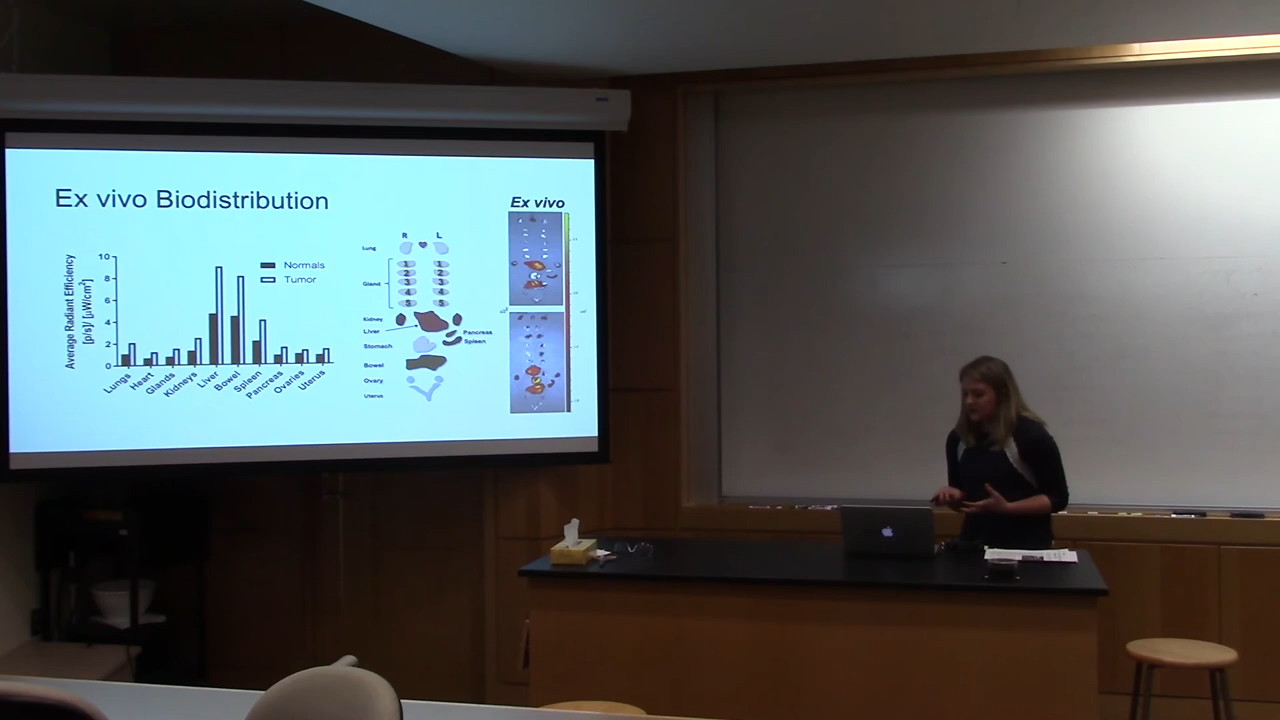 Ex vivo Biodistribution
Average Radiant Efficiency
[p/s]/ [µW/cm²]
10
8
6
4
2
0
Normals
Tumor
Lungs
Heart
Glands
Kidneys
Liver
Bowel
Spleen
Pancreas
Ovaries
Uterus
R L
Lung
Gland
1 1
2 2
3 3
4 4
5 5
Kidney
Liver
Pancreas
Spleen
Stomach
Bowel
Ovary
Uterus
Ex vivo